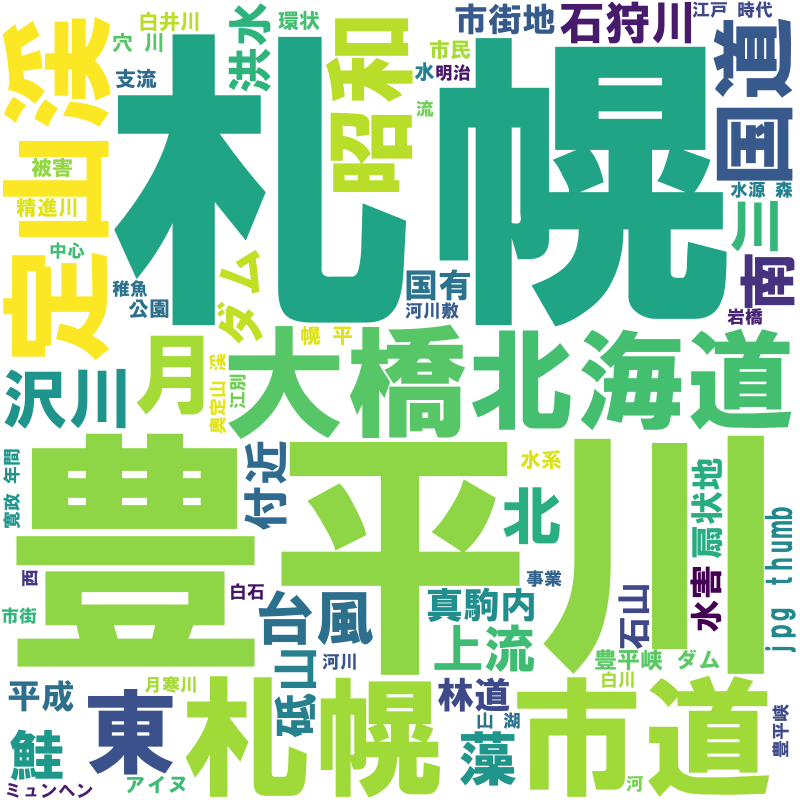 白井川
環状
市街地
石狩川
江戸 時代
穴 川
洪水
昭和
市民
札幌
国道
定山渓
支流
水
明治
流
被害
水源 森
精進川
川
中心
ダム
南
稚魚
国有
公園
河川敷
岩橋
幌 平
月
大橋
北海道
奥定山 渓
江別
沢川
豊平川
付近
水系
年間
寛政
北
扇状地
jpg thumb
西
白石
事業
水害
市街
台風
真駒内
石山
上流
砥山
河川
豊平峡 ダム
白川
平成
月寒川
東
札幌
林道
山 湖
市道
豊平峡
鮭
藻
アイヌ
河
ミュンヘン